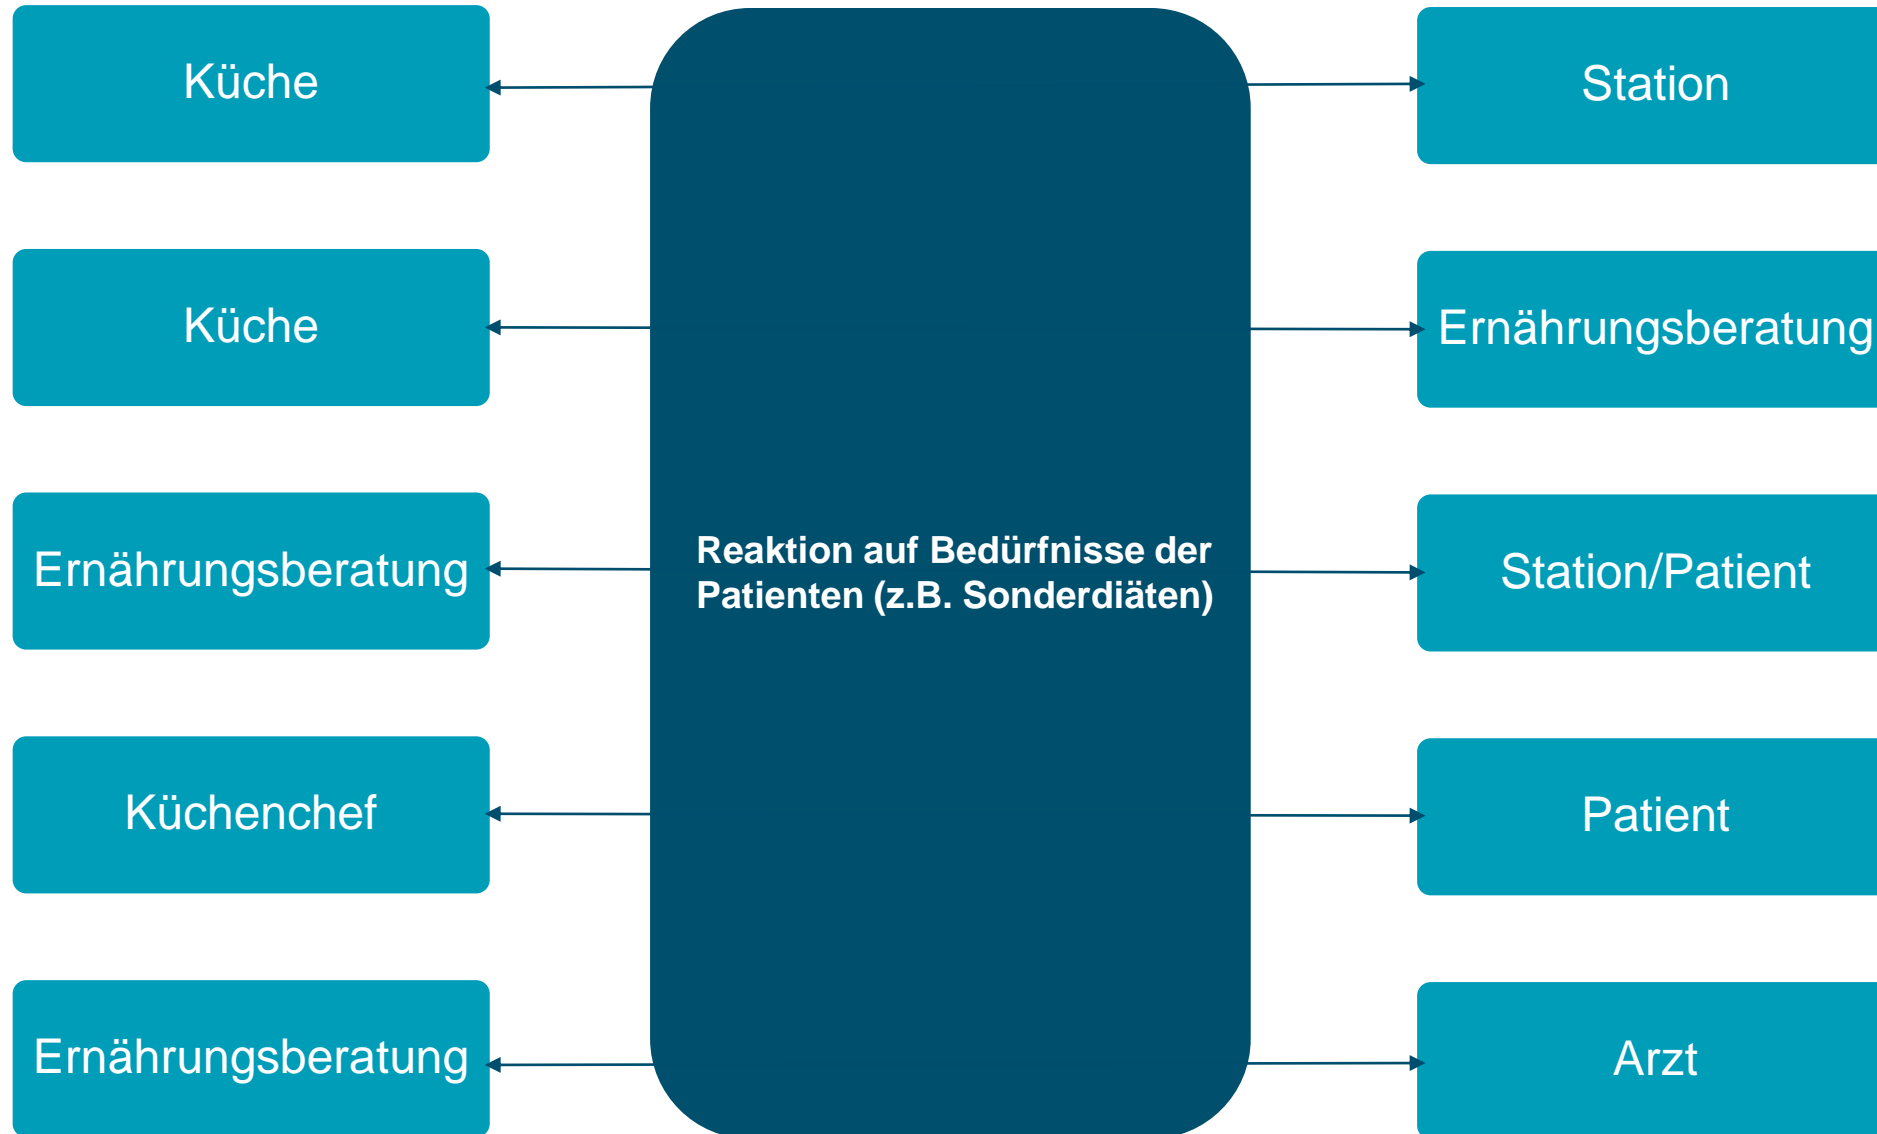 Küche
Station
Küche
Ernährungsberatung
Ernährungsberatung
Reaktion auf Bedürfnisse der
Patienten (z.B. Sonderdiäten)
Station/Patient
Küchenchef
Patient
Ernährungsberatung
Arzt